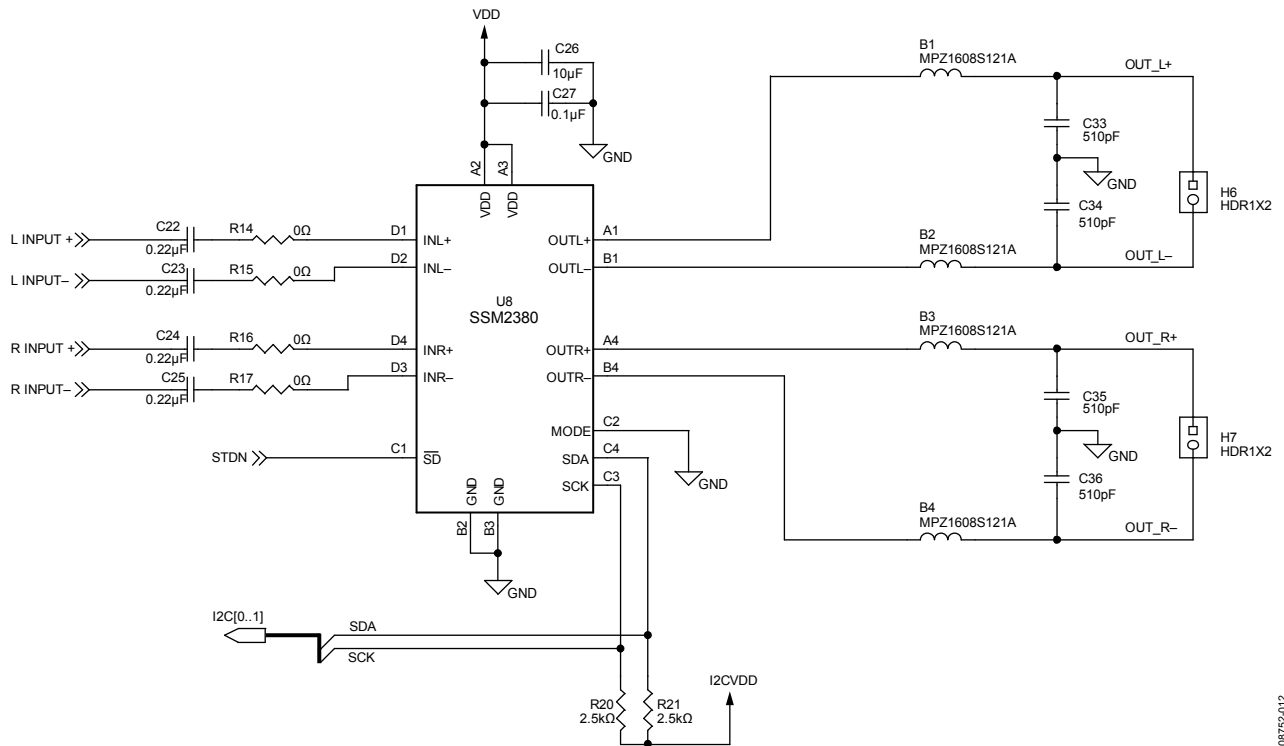 VDD
C26
10µF
C27
0.1µF
GND
A2
A3
VDD
VDD
B1
MPZ1608S121A
OUT_L+
C33
510pF
GND
C34
510pF
H6
HDR1X2
B2
MPZ1608S121A
OUT_L–
L INPUT +
C22
0.22µF
R14
0Ω
D1
INL+
OUTL+
A1
L INPUT–
C23
0.22µF
R15
0Ω
D2
INL–
OUTL–
B1
U8
SSM2380
R INPUT +
C24
0.22µF
R16
0Ω
D4
INR+
OUTR+
A4
R INPUT–
C25
0.22µF
R17
0Ω
D3
INR–
OUTR–
B4
B3
MPZ1608S121A
OUT_R+
C35
510pF
GND
C36
510pF
H7
HDR1X2
B4
MPZ1608S121A
OUT_R–
MODE
C2
GND
STDN
C1
SD
SDA
C4
SCK
C3
GND
GND
B2
B3
GND
I2C[0..1]
SDA
SCK
R20
2.5kΩ
R21
2.5kΩ
I2CVDD
08752-012